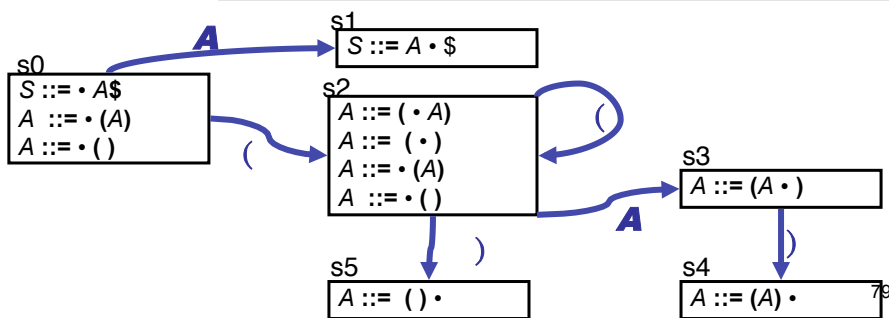 s1
A
S ::= A • $
s0
S ::= • A$
A ::= • (A)
A ::= • ( )
(
s2
A ::= ( • A)
A ::= ( • )
A ::= • (A)
A ::= • ( )
(
A
s3
A ::= (A • )
)
s5
A ::= ( ) •
)
s4
A ::= (A) •
79